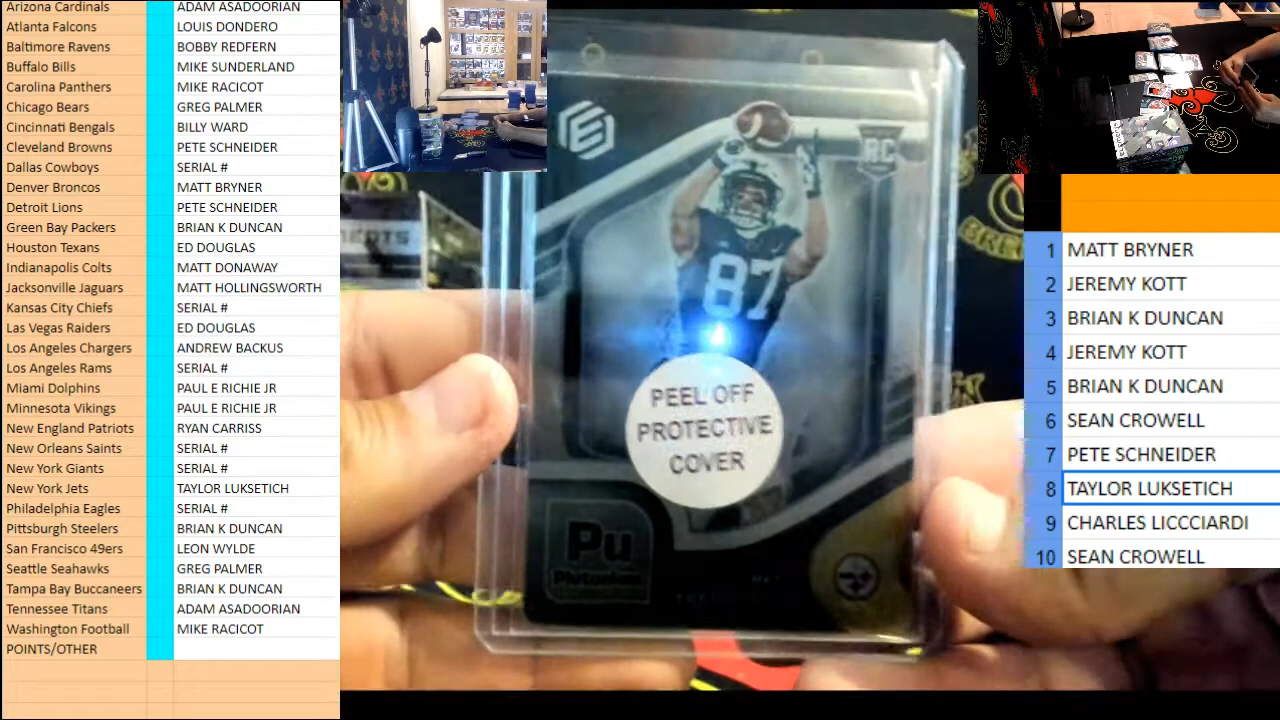 Arizona Cardinals ADAM ASADOORIAN
Atlanta Falcons LOUIS DONDERO
Baltimore Ravens BOBBY REDFERN
Buffalo Bills MIKE SUNDERLAND
Carolina Panthers MIKE RACICOT
Chicago Bears GREG PALMER
Cincinnati Bengals BILLY WARD
Cleveland Browns PETE SCHNEIDER
Dallas Cowboys SERIAL #
Denver Broncos MATT BRYNER
Detroit Lions PETE SCHNEIDER
Green Bay Packers BRIAN K DUNCAN
Houston Texans ED DOUGLAS
Indianapolis Colts MATT DONAWAY
Jacksonville Jaguars MATT HOLLINGSWORTH
Kansas City Chiefs SERIAL #
Las Vegas Raiders ED DOUGLAS
Los Angeles Chargers ANDREW BACKUS
Los Angeles Rams SERIAL #
Miami Dolphins PAUL E RICHIE JR
Minnesota Vikings PAUL E RICHIE JR
New England Patriots RYAN CARISS
New Orleans Saints SERIAL #
New York Giants SERIAL #
New York Jets TAYLOR LUKSETICH
Philadelphia Eagles SERIAL #
Pittsburgh Steelers BRIAN K DUNCAN
San Francisco 49ers LEON WYLDE
Seattle Seahawks GREG PALMER
Tampa Bay Buccaneers BRIAN K DUNCAN
Tennessee Titans ADAM ASADOORIAN
Washington Football MIKE RACICOT
POINTS/OTHER
RC
87
PEEL OFF
PROTECTIVE
COVER
Pu
Plutonium
1 MATT BRYNER
2 JEREMY KOTT
3 BRIAN K DUNCAN
4 JEREMY KOTT
5 BRIAN K DUNCAN
6 SEAN CROWELL
7 PETE SCHNEIDER
8 TAYLOR LUKSETICH
9 CHARLES LICCCIARDI
10 SEAN CROWELL